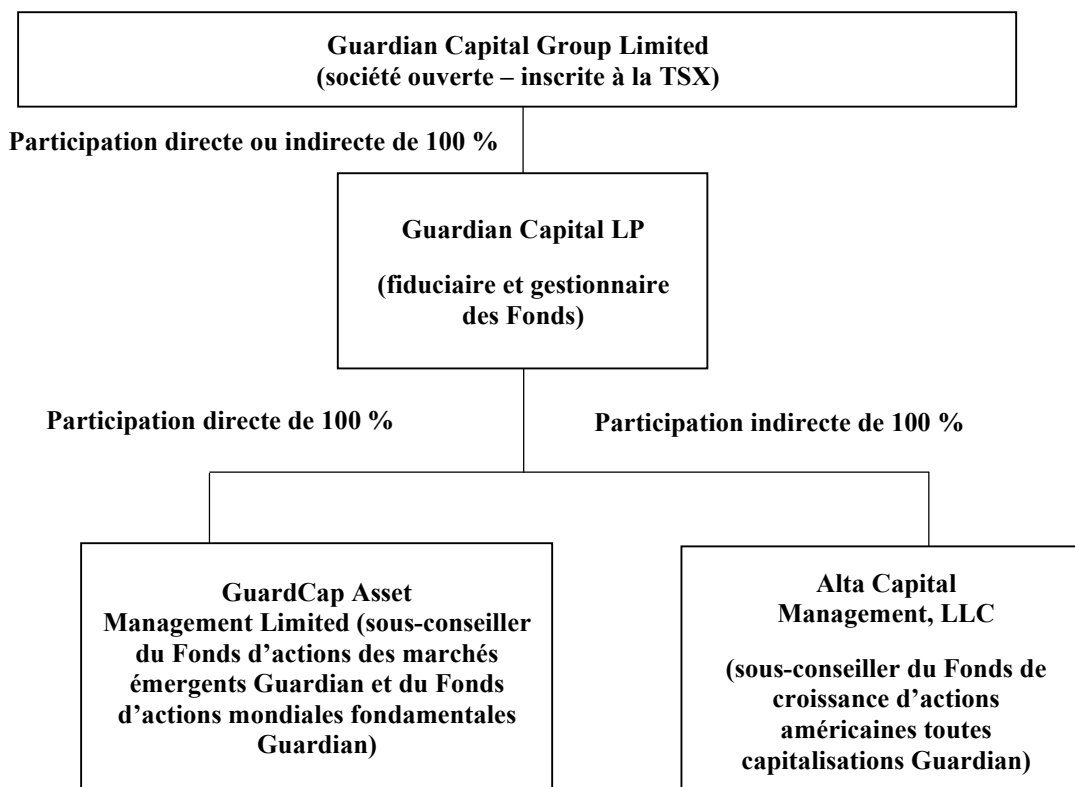 Guardian Capital Group Limited
(société ouverte – inscrite à la TSX)
Participation directe ou indirecte de 100 %
Guardian Capital LP
(fiduciaire et gestionnaire
des Fonds)
Participation directe de 100 %
Participation indirecte de 100 %
GuardCap Asset
Management Limited (sous-conseiller
du Fonds d’actions des marchés
émergents Guardian et du Fonds
d’actions mondiales fondamentales
Guardian)
Alta Capital
Management, LLC
(sous-conseiller du Fonds de
croissance d’actions
américaines toutes
capitalisations Guardian)